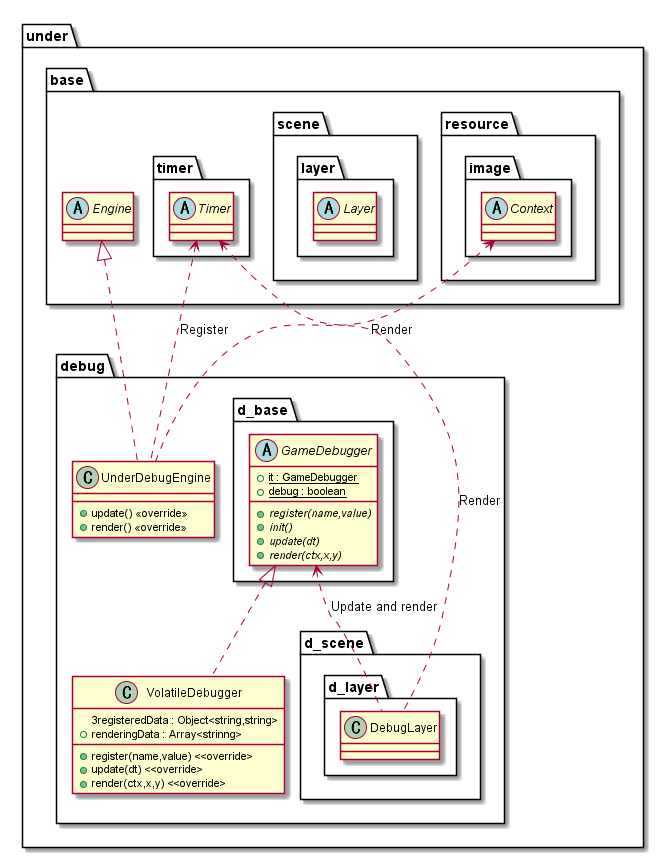 under
base
scene
resource
timer
layer
image
A Engine
A Timer
A Layer
A Context
Register
Render
debug
d_base
A GameDebugger
it : GameDebugger
debug : boolean
register(name,value)
init()
update(dt)
render(ctx,x,y)
C UnderDebugEngine
update() «override»
render() «override»
Render
Update and render
d_scene
d_layer
C VolatileDebugger
3registeredData : Object<string,string>
renderingData : Array<strinng>
register(name,value) <<override>
update(dt) <<override>
render(ctx,x,y) <<override>
C DebugLayer